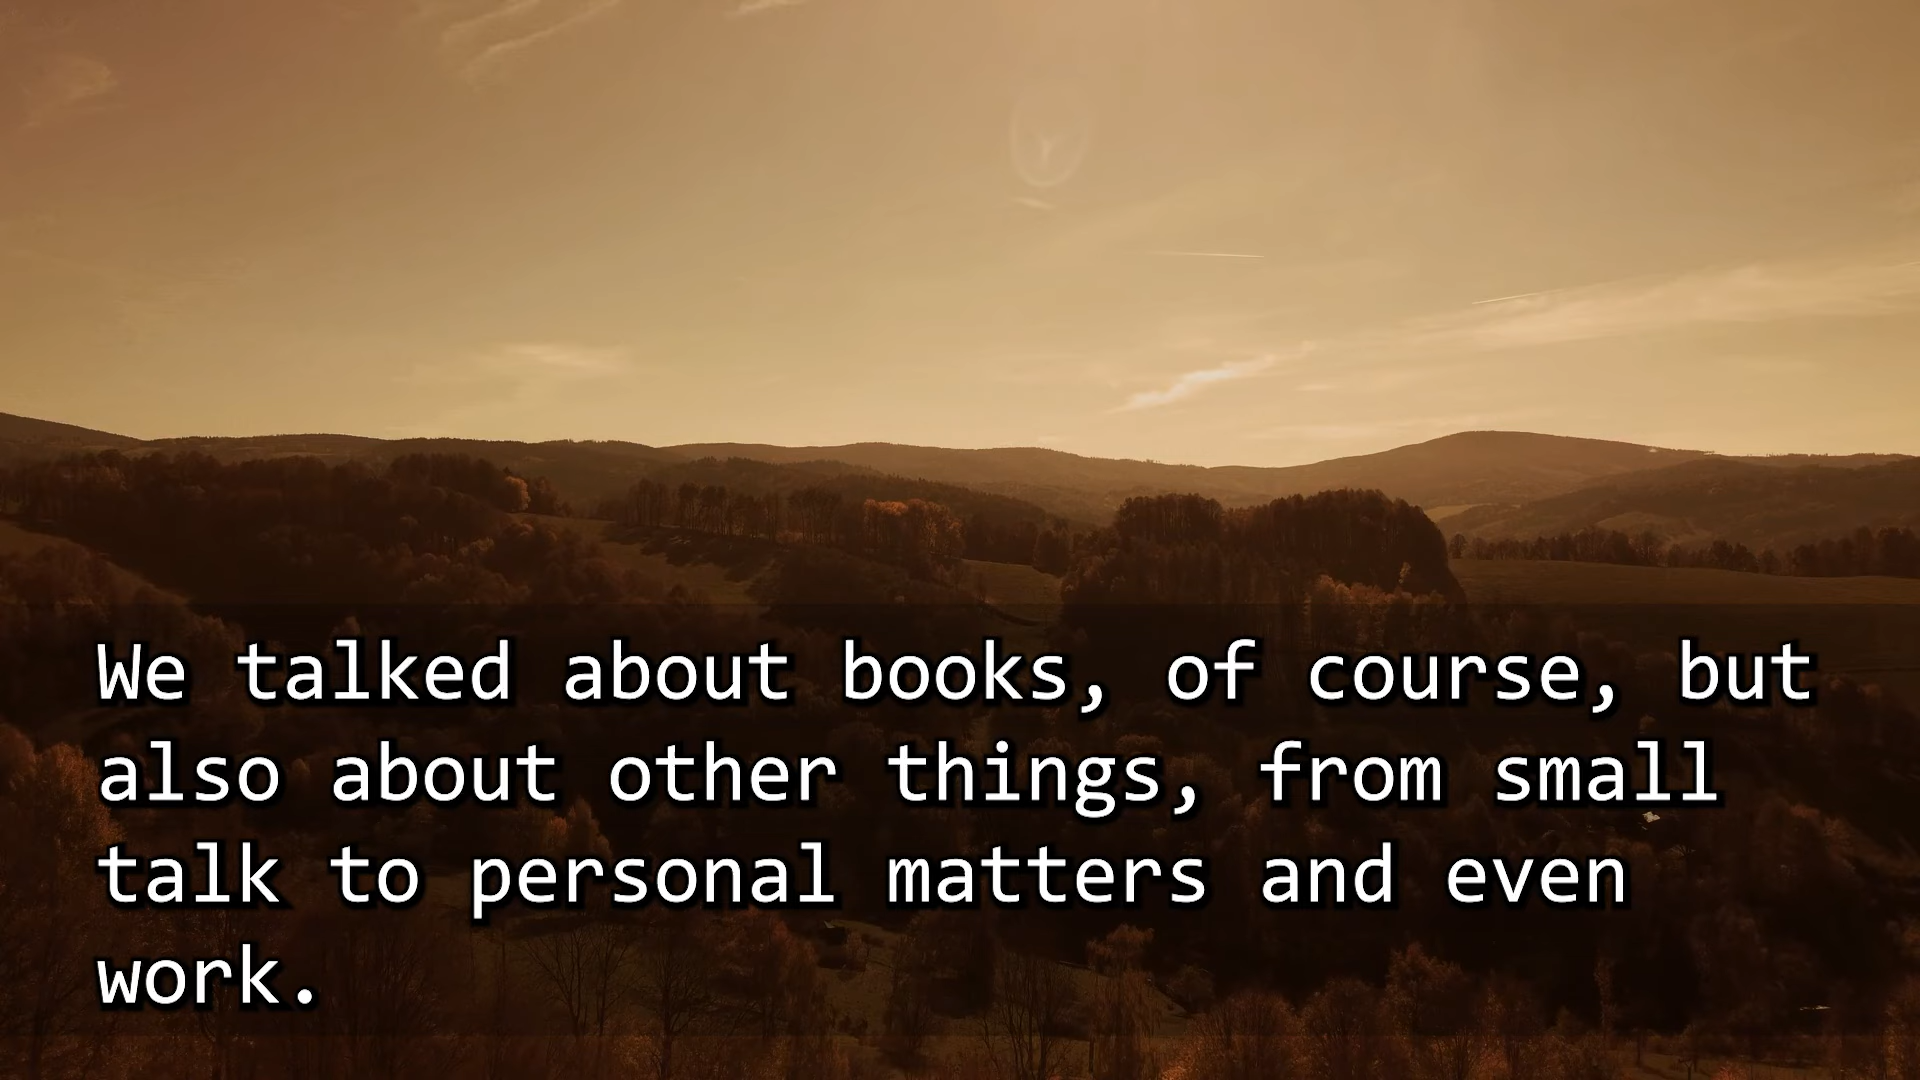 We talked about books, of course, but
also about other things, from small
talk to personal matters and even
work.